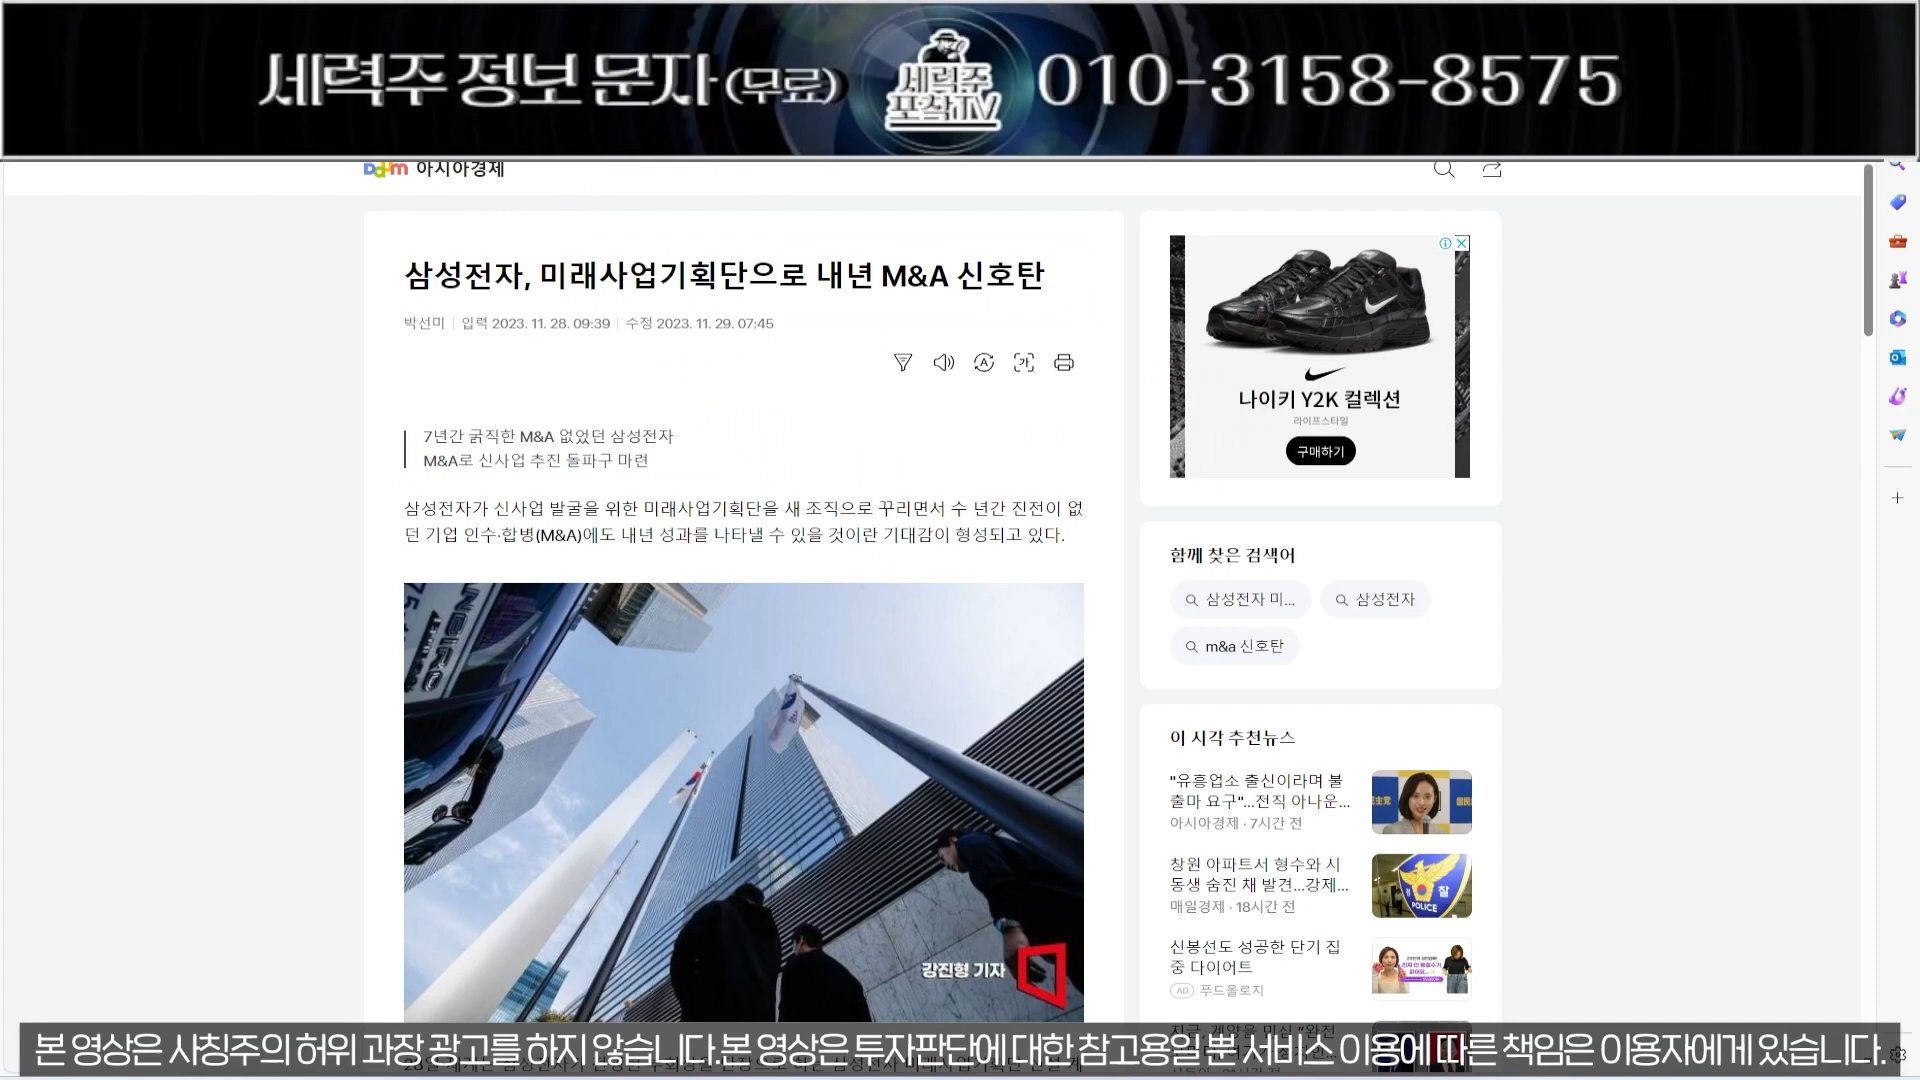 세력주 정보 문자 (무료)
세력주
포착TV
010-3158-8575
Daum 아시아경제
삼성전자, 미래사업기획단으로 내년 M&A 신호탄
박선미 입력 2023. 11. 28. 09:39 수정 2023. 11. 29. 07:45
가
7년간 굵직한 M&A 없었던 삼성전자
M&A로 신사업 추진 돌파구 마련
삼성전자가 신사업 발굴을 위한 미래사업기획단을 새 조직으로 꾸리면서 수 년간 진전이 없
던 기업 인수·합병(M&A)에도 내년 성과를 나타낼 수 있을 것이란 기대감이 형성되고 있다.
강진형 기자
나이키 Y2K 컬렉션
라이프스타일
구매하기
함께 찾은 검색어
삼성전자 미...
삼성전자
m&a 신호탄
이 시각 추천뉴스
"유흥업소 출신이라며 불
출마 요구"...전직 아나운...
아시아경제 · 7시간 전
창원 아파트서 형수와 시
동생 숨진 채 발견...강제...
매일경제 · 18시간 전
찰
POLICE
신봉선도 성공한 단기 집
중 다이어트
AD 푸드올로지
본 영상은 사칭주의 허위 과장 광고를 하지 않습니다.본 영상은 투자판단에 대한 참고용일 뿐 서비스 이용에 따른 책임은 이용자에게 있습니다.